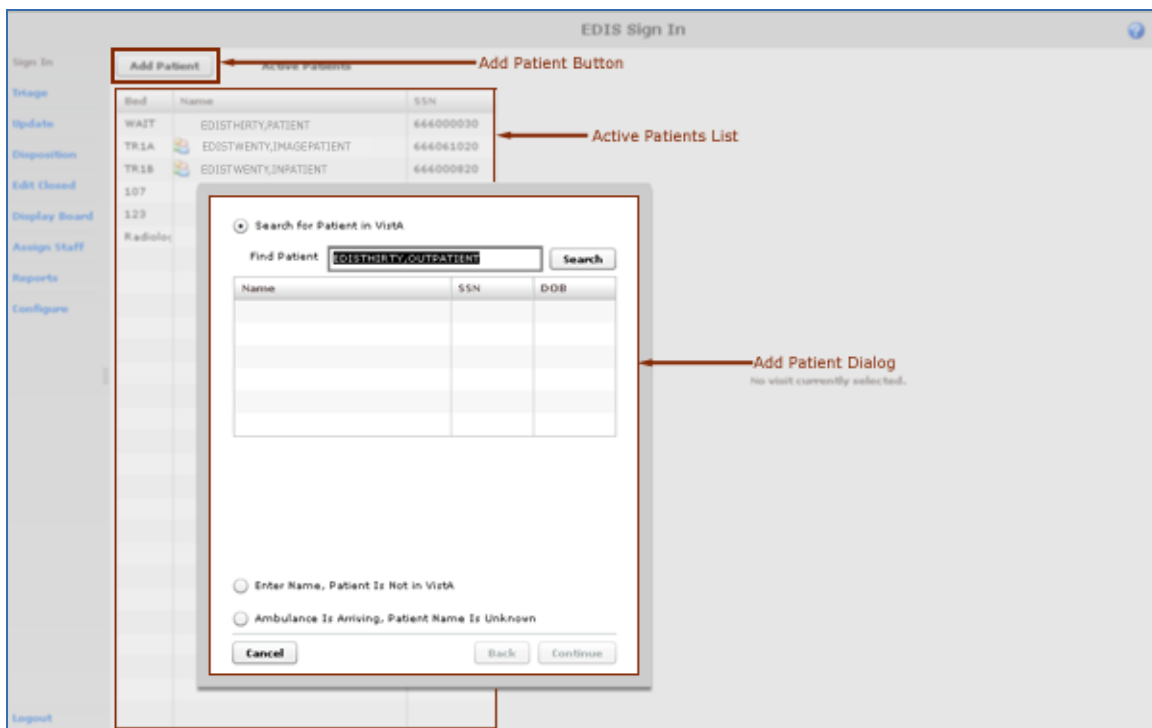 EDIS Sign In
Sign In
Add Patient
Active Patients
Add Patient Button
Triage
Update
Disposition
Edit Closed
Display Board
Assign Staff
Reports
Configure
Bed Name SSN
WAIT EDISTHIRTY,PATIENT 666000030
TR1A EDISTWENTY,IMAGEPATIENT 666061020
TR1B EDISTWENTY,INPATIENT 666000820
107
123
Radiolog
Active Patients List
Search for Patient in VistA
Find Patient EDISTHIRTY,OUTPATIENT Search
Name SSN DOB
Add Patient Dialog
No visit currently selected.
Enter Name, Patient Is Not in VistA
Ambulance Is Arriving, Patient Name Is Unknown
Cancel Back Continue
Logout